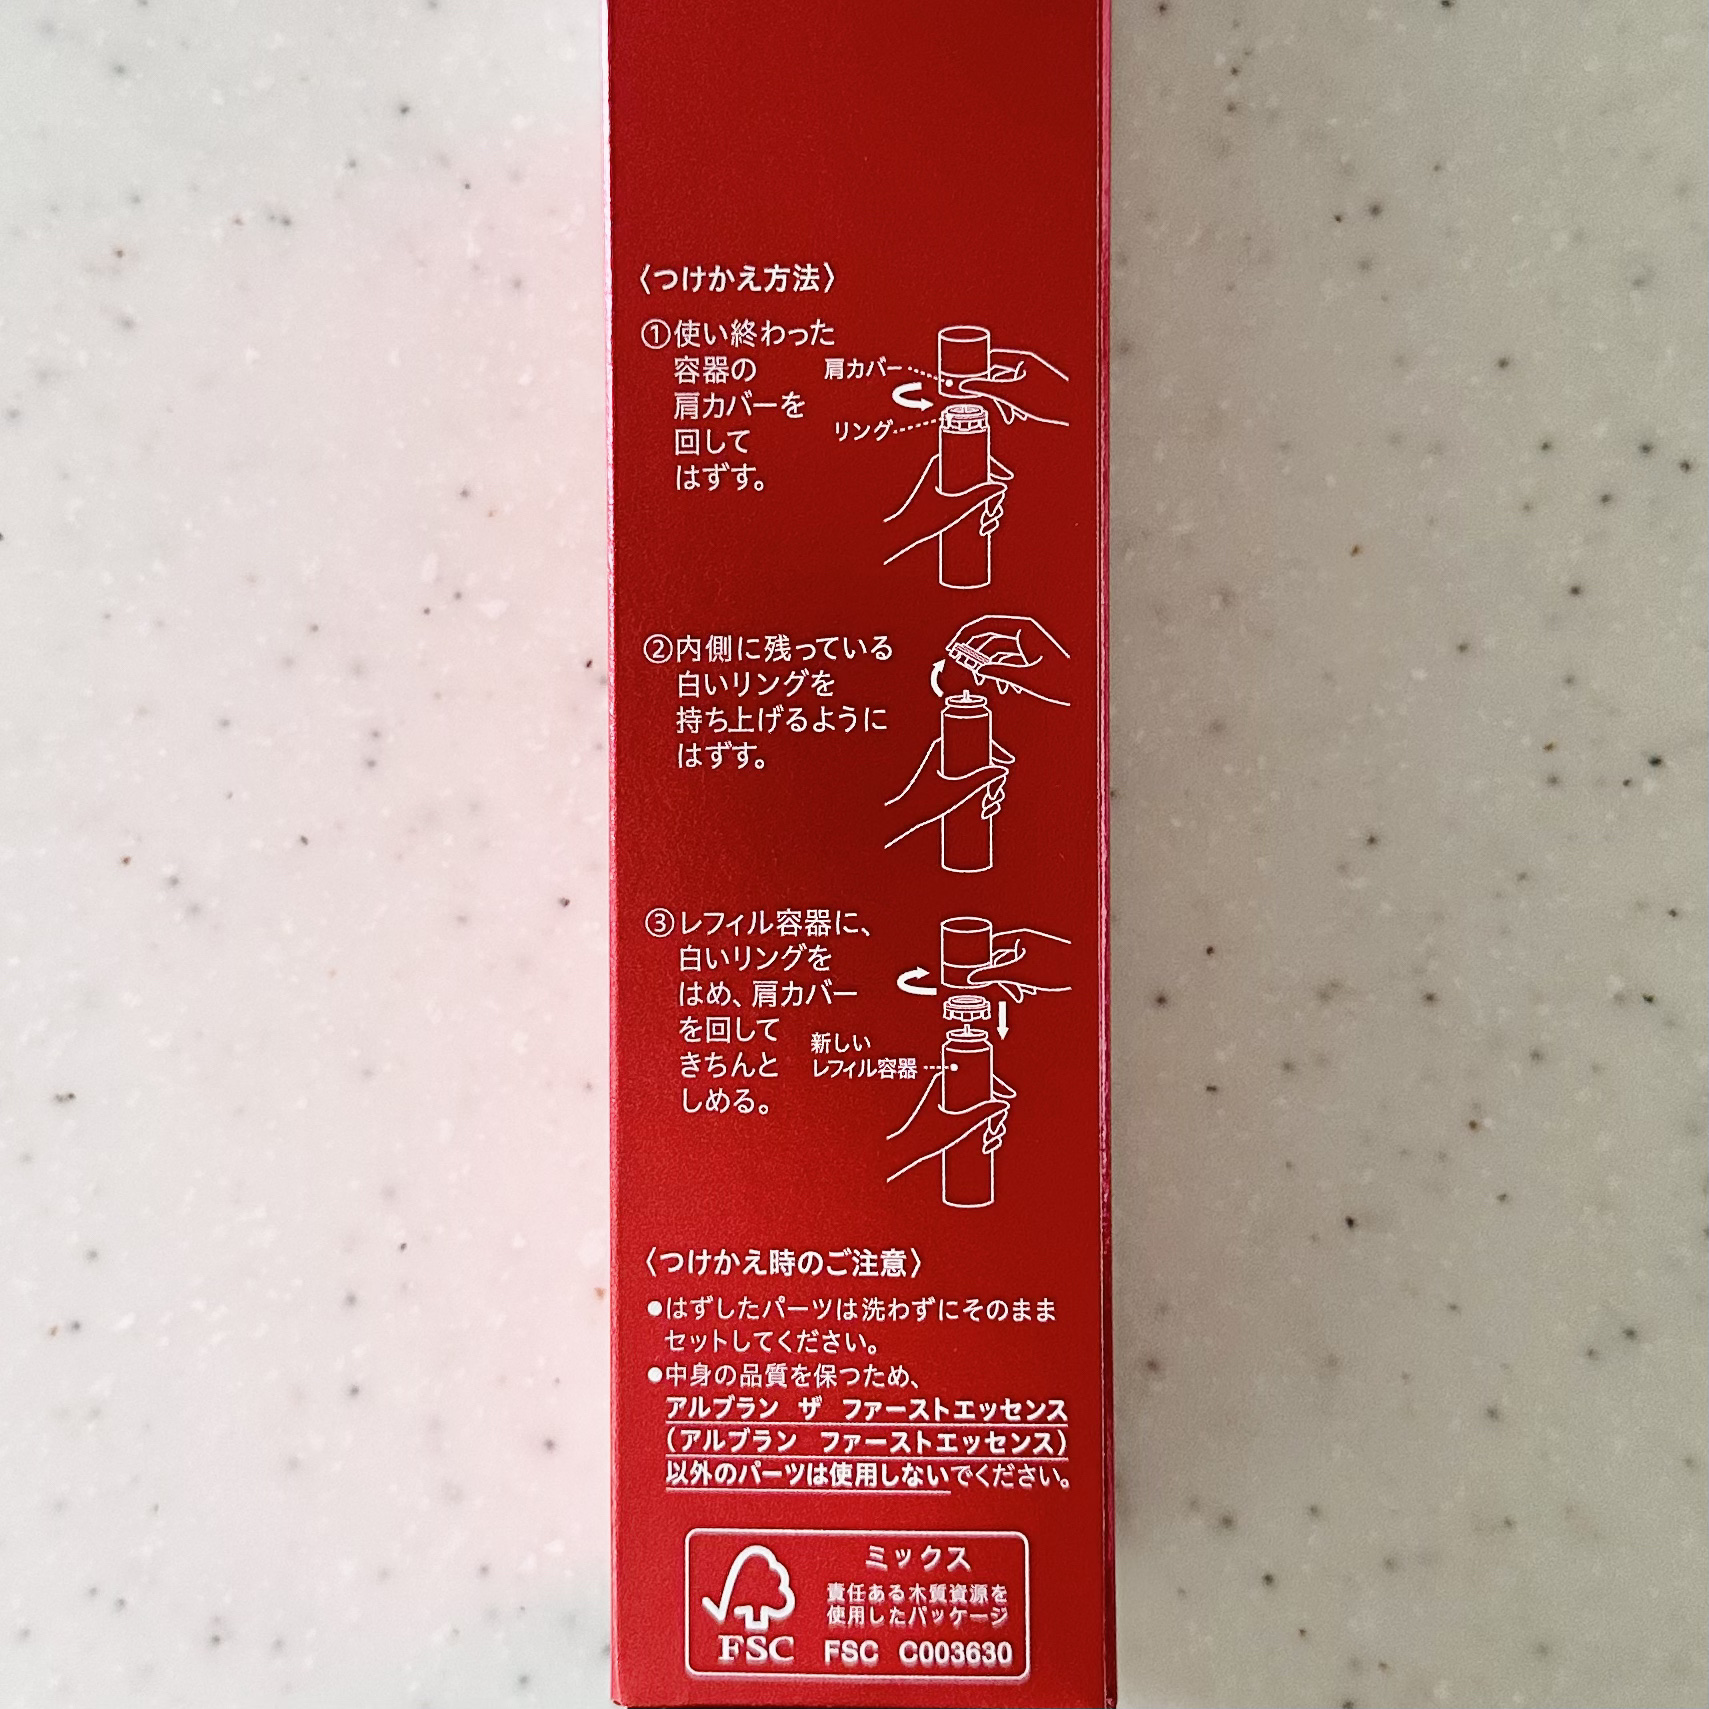 〈つけかえ方法〉
①使い終わった
容器の
肩カバーを
回して
はずす。
肩カバー
リング
②内側に残っている
白いリングを
持ち上げるように
はずす。
③レフィル容器に、
白いリングを
はめ、肩カバー
を回して
きちんと
しめる。
新しい
レフィル容器
〈つけかえ時のご注意〉
●はずしたパーツは洗わずにそのまま
セットしてください。
●中身の品質を保つため、
アルブラン ザ ファーストエッセンス
(アルブラン ファーストエッセンス)
以外のパーツは使用しないでください。
ミックス
責任ある木質資源を
使用したパッケージ
FSC
FSC C003630